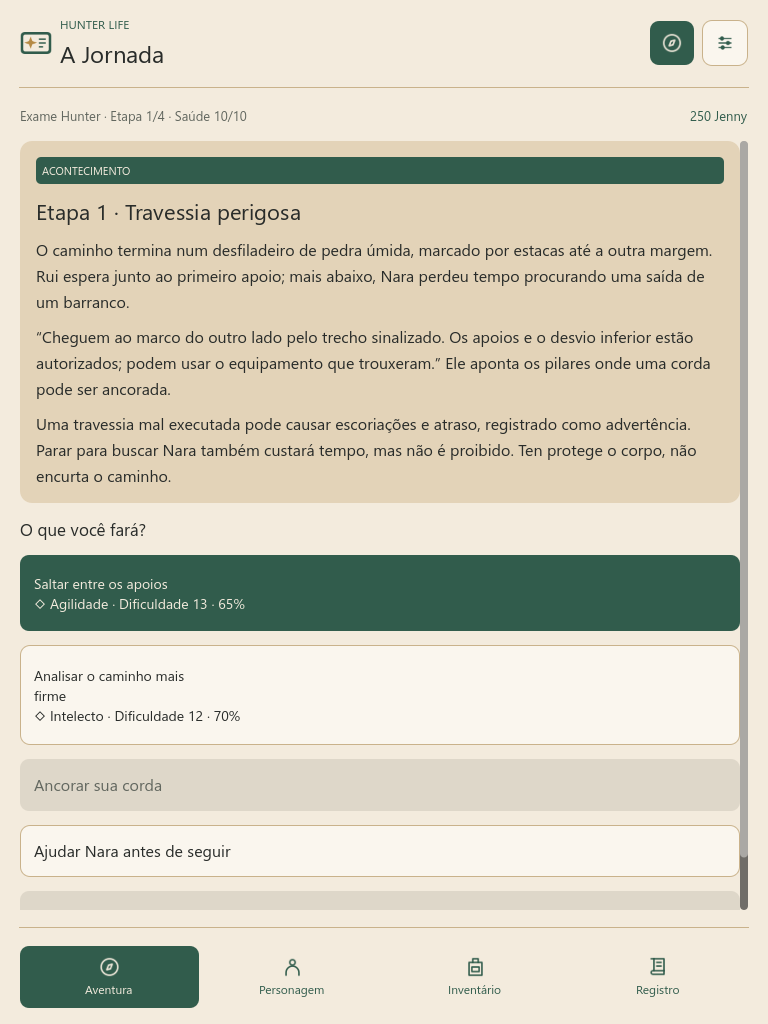 HUNTER LIFE
A Jornada
Exame Hunter · Etapa 1/4 · Saúde 10/10
250 Jenny
ACONTECIMENTO
Etapa 1 · Travessia perigosa
O caminho termina num desfiladeiro de pedra úmida, marcado por estacas até a outra margem.
Rui espera junto ao primeiro apoio; mais abaixo, Nara perdeu tempo procurando uma saída de
um barranco.
“Cheguem ao marco do outro lado pelo trecho sinalizado. Os apoios e o desvio inferior estão
autorizados; podem usar o equipamento que trouxeram.” Ele aponta os pilares onde uma corda
pode ser ancorada.
Uma travessia mal executada pode causar escoriações e atraso, registrado como advertência.
Parar para buscar Nara também custará tempo, mas não é proibido. Ten protege o corpo, não
encurta o caminho.
O que você fará?
Saltar entre os apoios
◇ Agilidade · Dificuldade 13 · 65%
Analisar o caminho mais
firme
◇ Intelecto · Dificuldade 12 · 70%
Ancorar sua corda
Ajudar Nara antes de seguir
Aventura
Personagem
Inventário
Registro